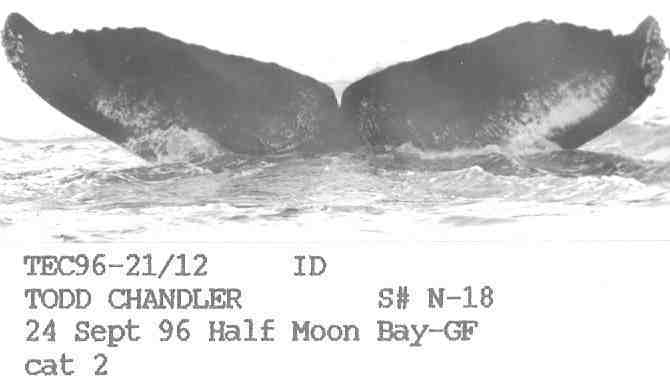 TEC96-21/12 ID
TODD CHANDLER S# N-18
24 Sept 96 Half Moon Bay-GF
cat 2